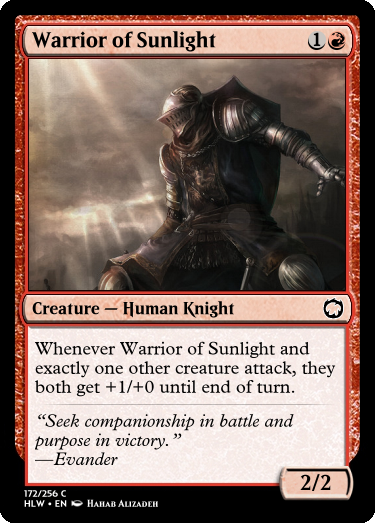 Warrior of Sunlight 1
Creature — Human Knight
Whenever Warrior of Sunlight and
exactly one other creature attack, they
both get +1/+0 until end of turn.
“Seek companionship in battle and
purpose in victory.”
—Evander
2/2
172/256 C
HLW • EN Hahab Alizadeh